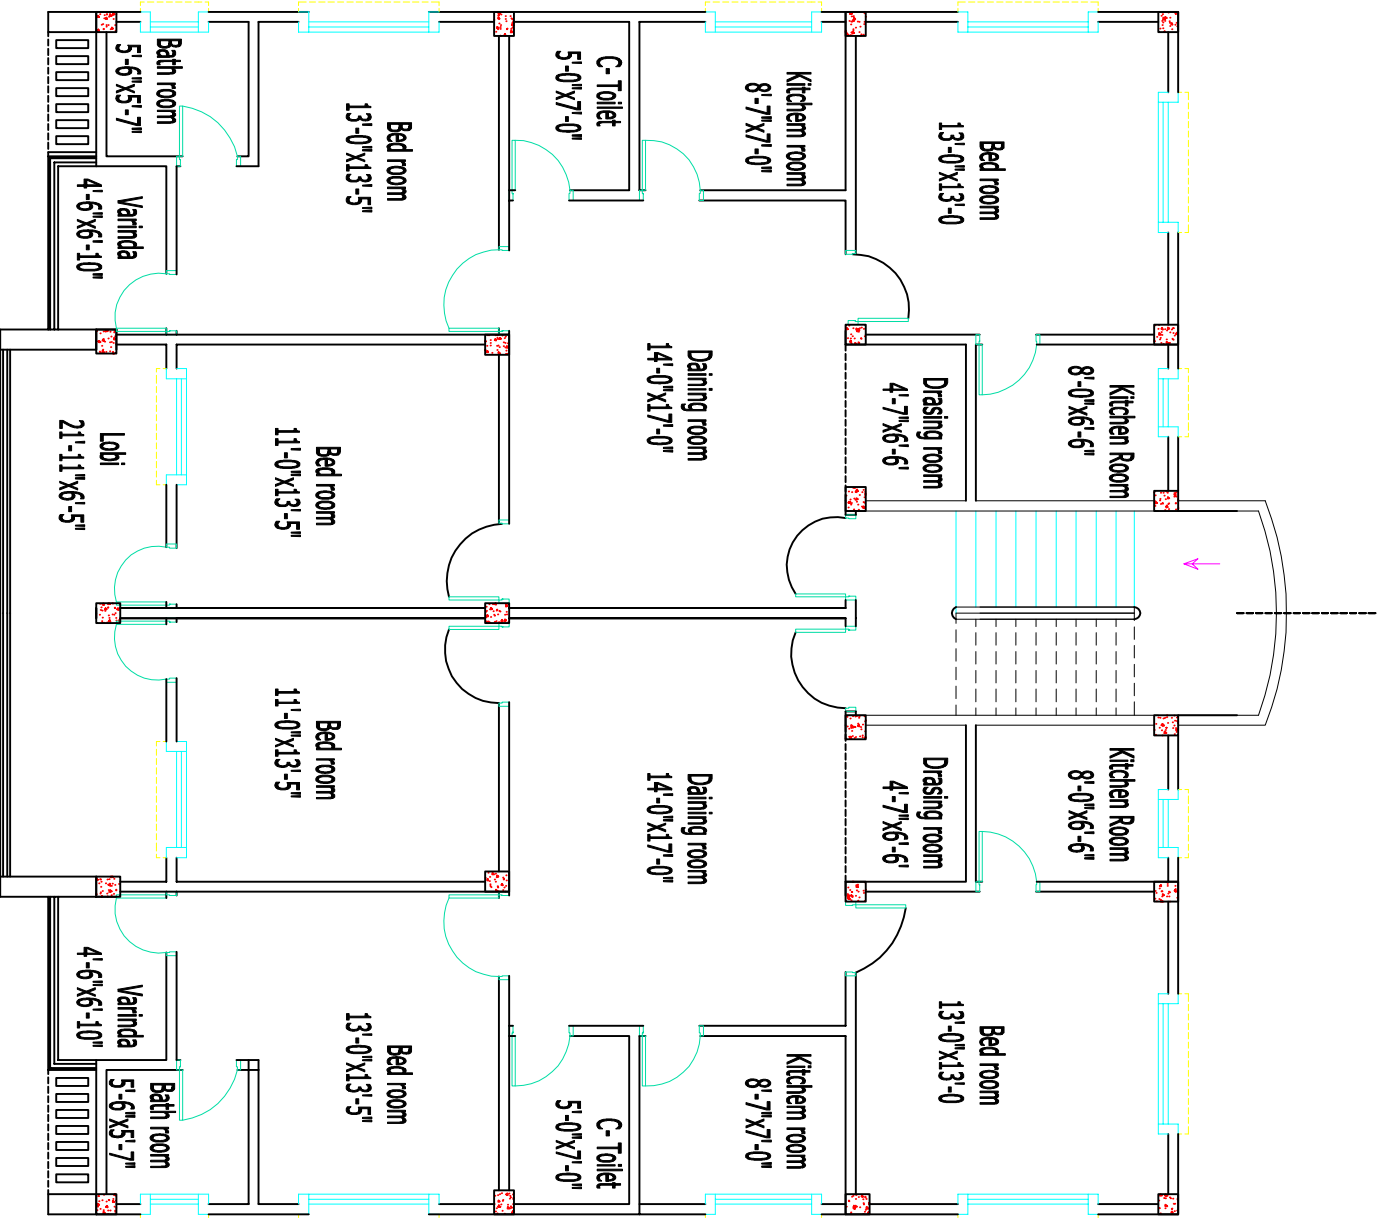 Bath room
5'-6"x5'-7"
Bed room
13'-0"x13'-5"
C- Toilet
5'-0"x7'-0"
Kitchem room
8'-7"x7'-0"
Bed room
13'-0"x13'-0
Varinda
4'-6"x6'-10"
Lobi
21'-11"x6'-5"
Bed room
11'-0"x13'-5"
Daining room
14'-0"x17'-0"
Drasing room
4'-7"x6'-6'
Kitchen Room
8'-0"x6'-6"
Bed room
11'-0"x13'-5"
Daining room
14'-0"x17'-0"
Drasing room
4'-7"x6'-6'
Kitchen Room
8'-0"x6'-6"
Varinda
4'-6"x6'-10"
Bath room
5'-6"x5'-7"
Bed room
13'-0"x13'-5"
C- Toilet
5'-0"x7'-0"
Kitchem room
8'-7"x7'-0"
Bed room
13'-0"x13'-0